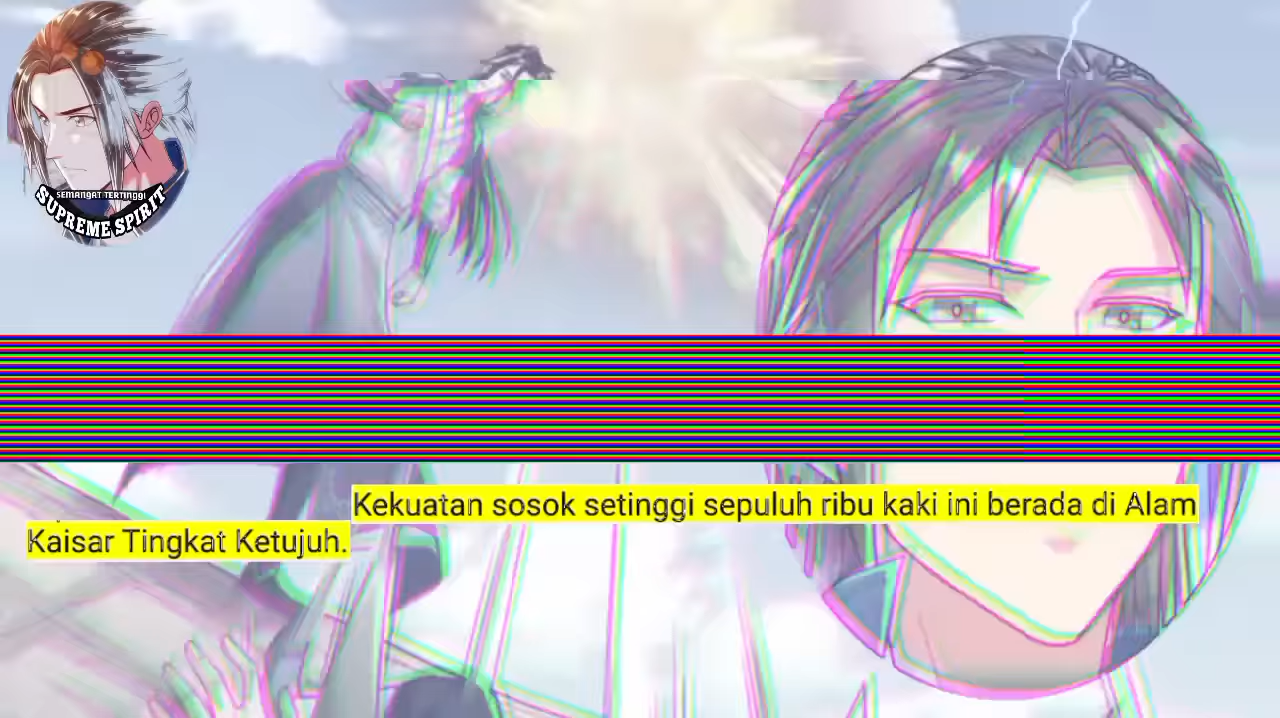 SEMANGAT TERTINGGI
SUPREME SPIRIT
Kekuatan sosok setinggi sepuluh ribu kaki ini berada di Alam
Kaisar Tingkat Ketujuh.